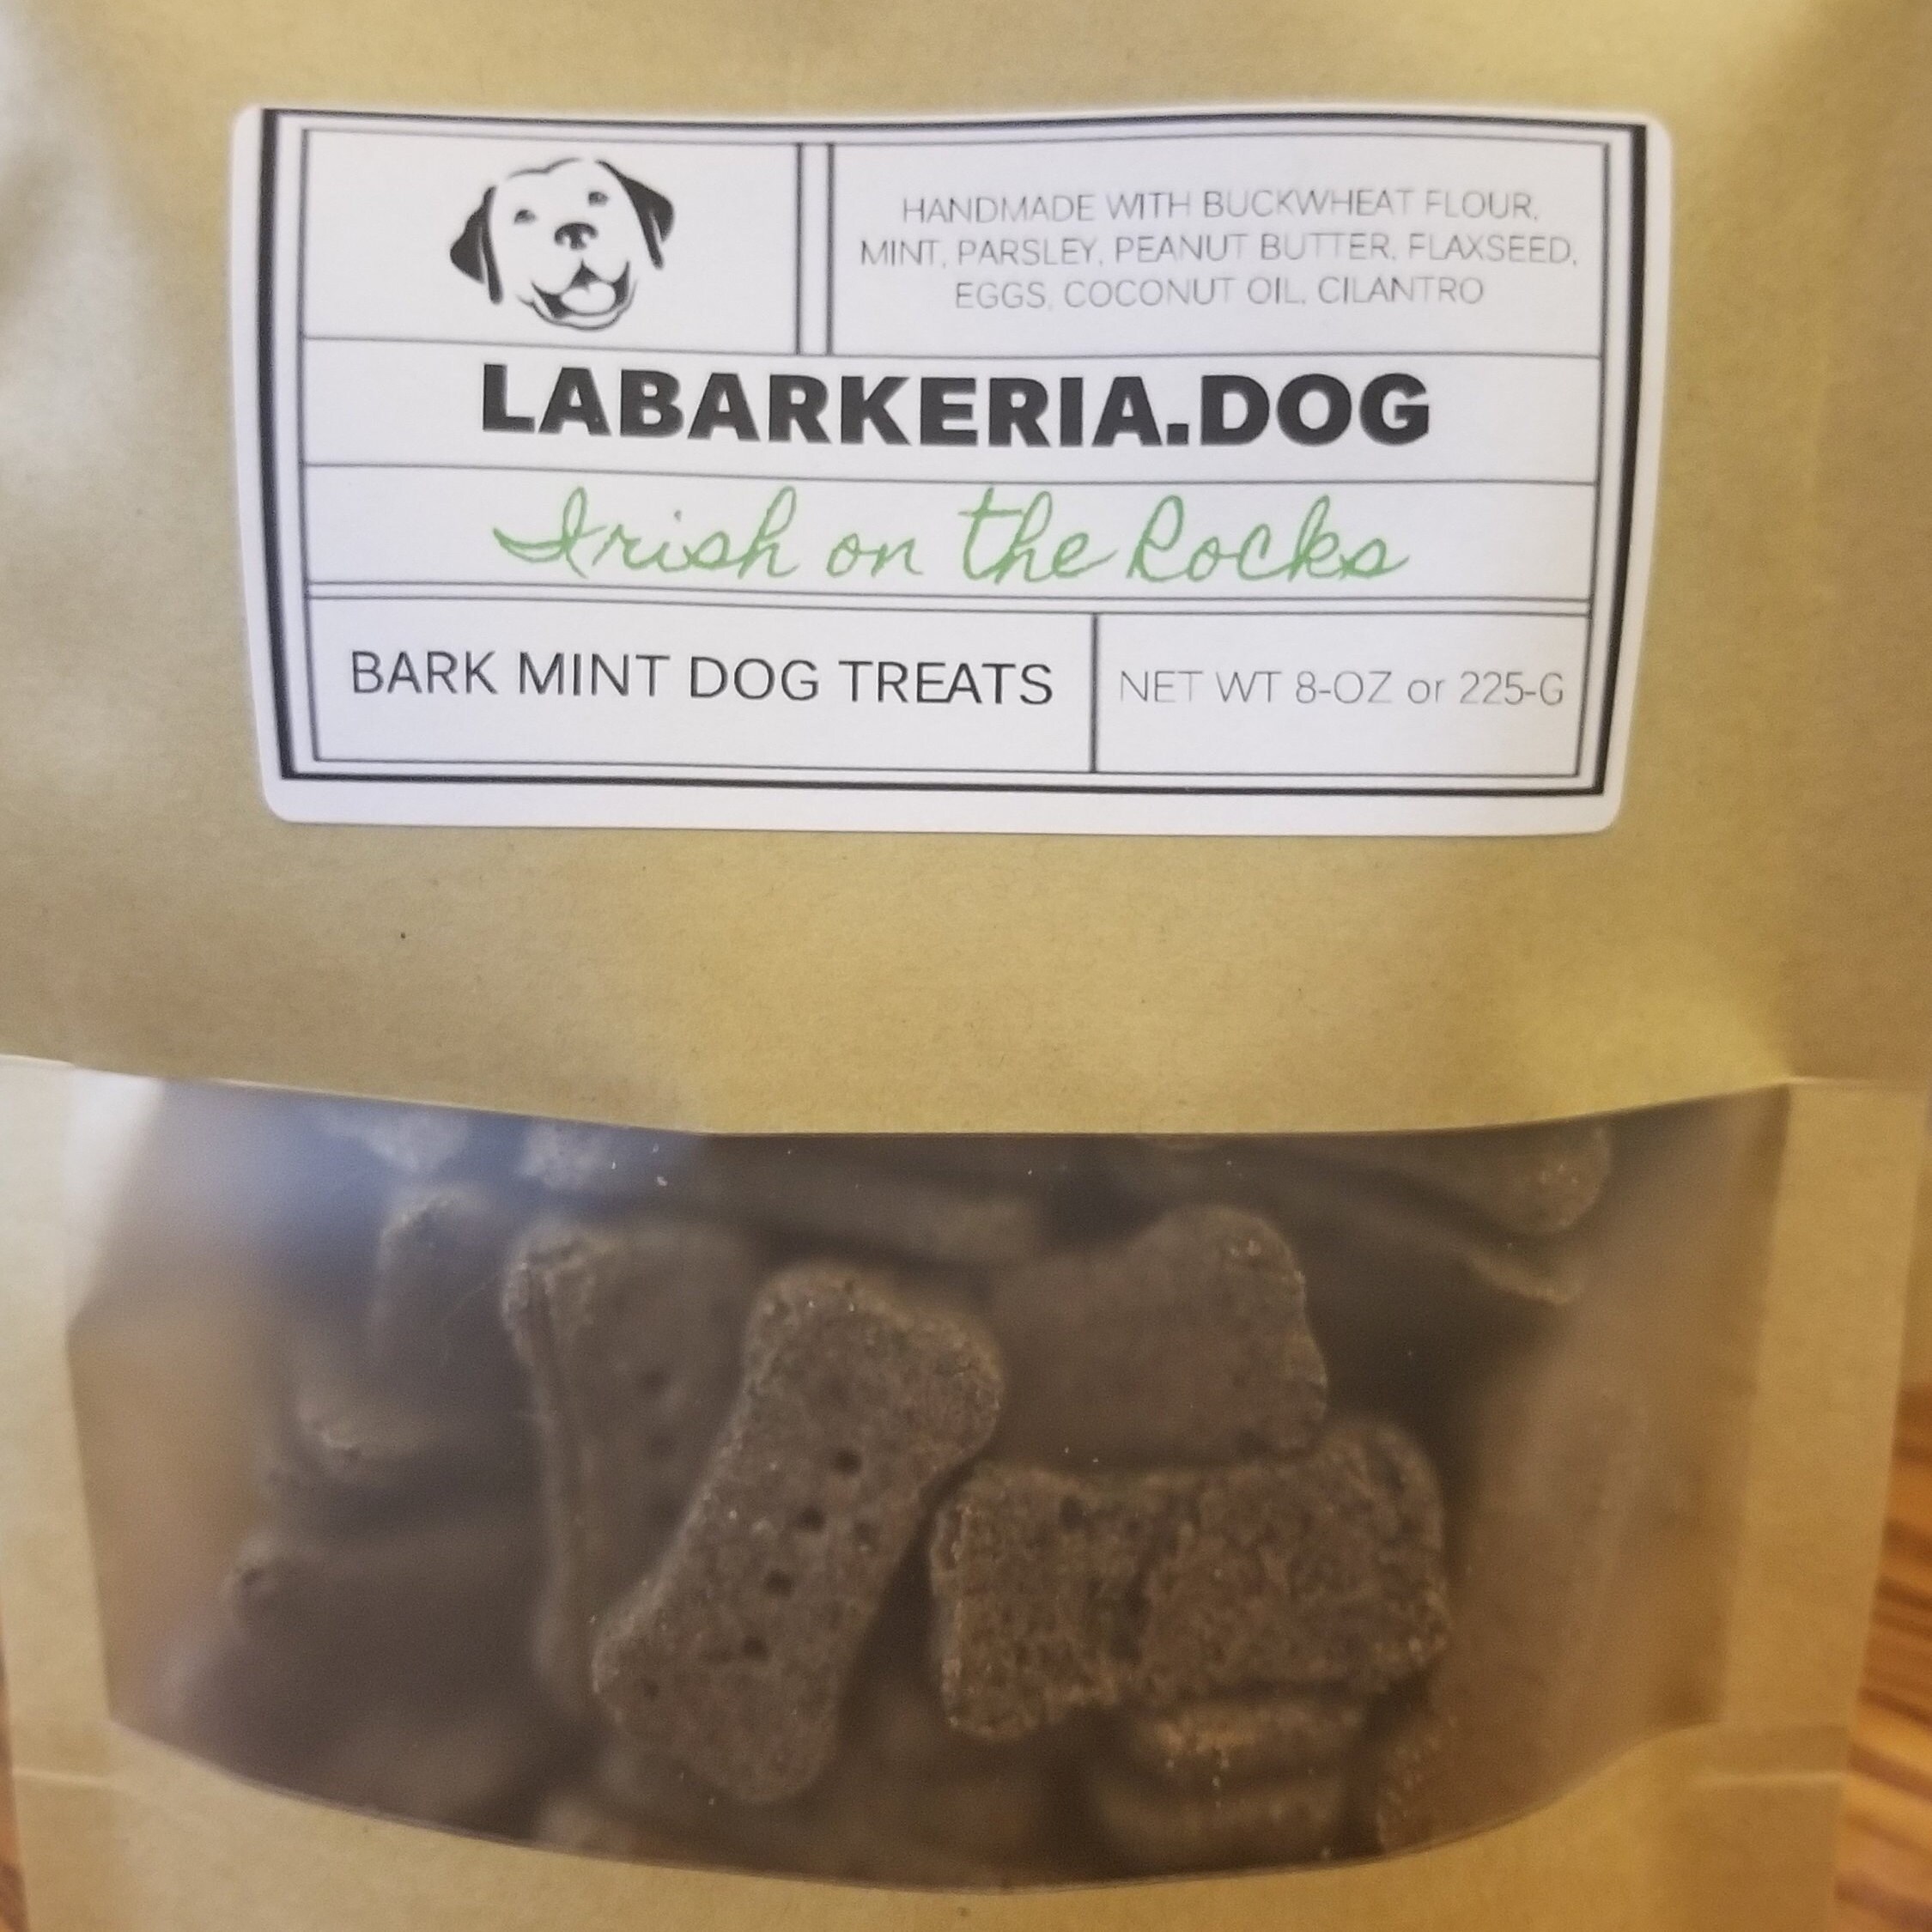 HANDMADE WITH BUCKWHEAT FLOUR,
MINT, PARSLEY, PEANUT BUTTER, FLAXSEED,
EGGS, COCONUT OIL, CILANTRO
LABARKERIA.DOG
Irish on the Rocks
BARK MINT DOG TREATS
NET WT 8-OZ or 225-G